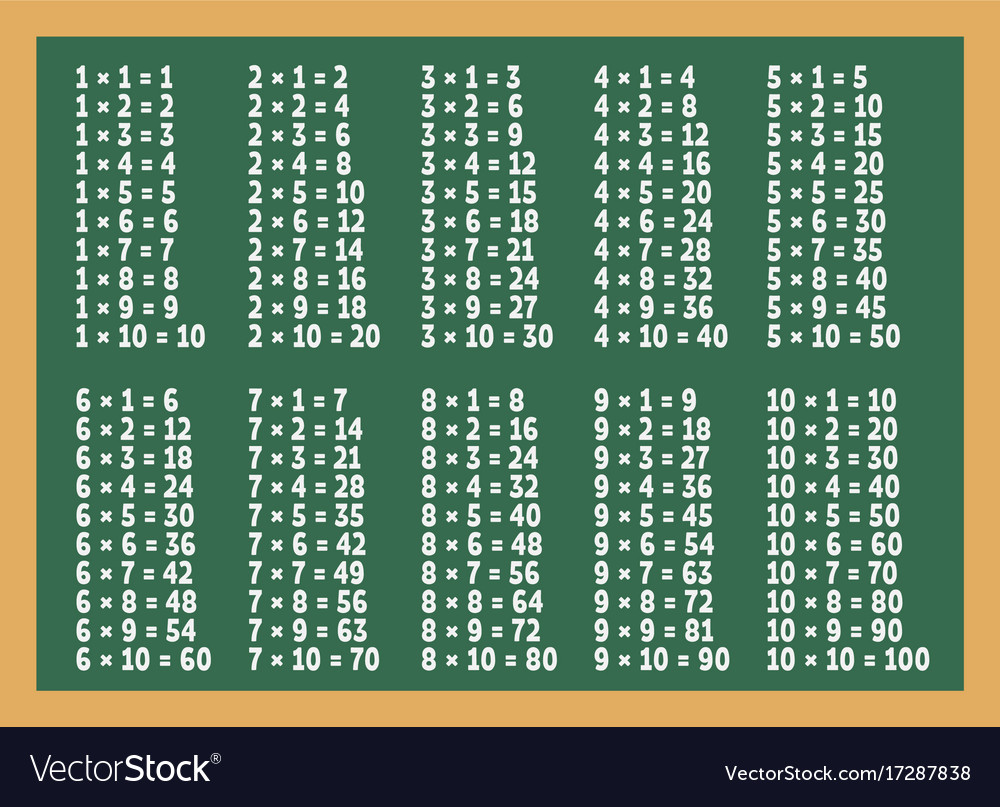 1 × 1 = 1
1 × 2 = 2
1 × 3 = 3
1 × 4 = 4
1 × 5 = 5
1 × 6 = 6
1 × 7 = 7
1 × 8 = 8
1 × 9 = 9
1 × 10 = 10
2 × 1 = 2
2 × 2 = 4
2 × 3 = 6
2 × 4 = 8
2 × 5 = 10
2 × 6 = 12
2 × 7 = 14
2 × 8 = 16
2 × 9 = 18
2 × 10 = 20
3 × 1 = 3
3 × 2 = 6
3 × 3 = 9
3 × 4 = 12
3 × 5 = 15
3 × 6 = 18
3 × 7 = 21
3 × 8 = 24
3 × 9 = 27
3 × 10 = 30
4 × 1 = 4
4 × 2 = 8
4 × 3 = 12
4 × 4 = 16
4 × 5 = 20
4 × 6 = 24
4 × 7 = 28
4 × 8 = 32
4 × 9 = 36
4 × 10 = 40
5 × 1 = 5
5 × 2 = 10
5 × 3 = 15
5 × 4 = 20
5 × 5 = 25
5 × 6 = 30
5 × 7 = 35
5 × 8 = 40
5 × 9 = 45
5 × 10 = 50
6 × 1 = 6
6 × 2 = 12
6 × 3 = 18
6 × 4 = 24
6 × 5 = 30
6 × 6 = 36
6 × 7 = 42
6 × 8 = 48
6 × 9 = 54
6 × 10 = 60
7 × 1 = 7
7 × 2 = 14
7 × 3 = 21
7 × 4 = 28
7 × 5 = 35
7 × 6 = 42
7 × 7 = 49
7 × 8 = 56
7 × 9 = 63
7 × 10 = 70
8 × 1 = 8
8 × 2 = 16
8 × 3 = 24
8 × 4 = 32
8 × 5 = 40
8 × 6 = 48
8 × 7 = 56
8 × 8 = 64
8 × 9 = 72
8 × 10 = 80
9 × 1 = 9
9 × 2 = 18
9 × 3 = 27
9 × 4 = 36
9 × 5 = 45
9 × 6 = 54
9 × 7 = 63
9 × 8 = 72
9 × 9 = 81
9 × 10 = 90
10 × 1 = 10
10 × 2 = 20
10 × 3 = 30
10 × 4 = 40
10 × 5 = 50
10 × 6 = 60
10 × 7 = 70
10 × 8 = 80
10 × 9 = 90
10 × 10 = 100
VectorStock®
VectorStock.com/17287838